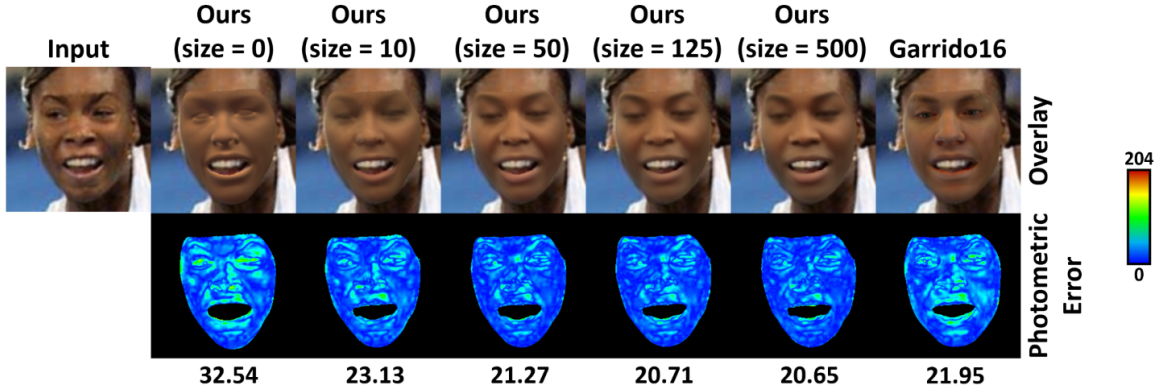 Input
Ours
(size = 0)
Ours
(size = 10)
Ours
(size = 50)
Ours
(size = 125)
Ours
(size = 500)
Garrido16
Overlay
Photometric
Error
204
0
32.54
23.13
21.27
20.71
20.65
21.95